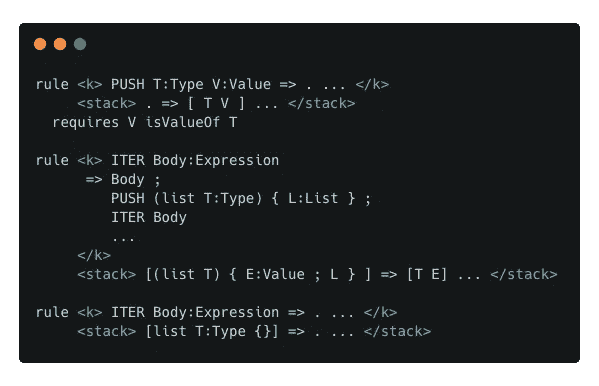 rule <k> PUSH T:Type V:Value => . ... </k>
<stack> . => [ T V ] ... </stack>
requires V isValueOf T
rule <k> ITER Body:Expression
=> Body ;
PUSH (list T:Type) { L:List } ;
ITER Body
...
</k>
<stack> [(list T) { E:Value ; L } ] => [T E] ... </stack>
rule <k> ITER Body:Expression => . ... </k>
<stack> [list T:Type {}] => . ... </stack>